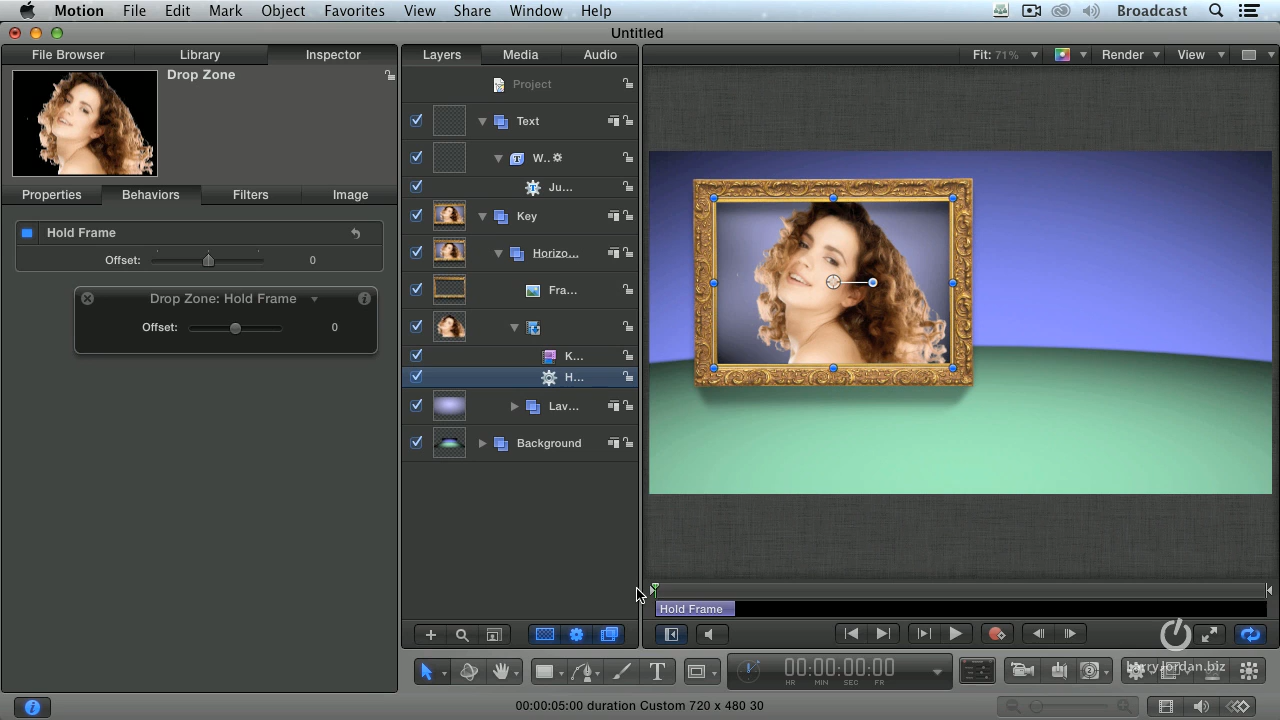 Motion File Edit Mark Object Favorites View Share Window Help Broadcast
Untitled
File Browser Library Inspector
Drop Zone
Properties Behaviors Filters Image
Hold Frame
Offset: 0
Drop Zone: Hold Frame
Offset: 0
Layers Media Audio
Project
Text
W..
Ju...
Key
Horizo...
Fra...
K...
H...
Lav...
Background
Fit: 71% Render View
Hold Frame
00:00:00:00
HR MIN SEC FR
larryjordan.biz
00:00:05:00 duration Custom 720 x 480 30